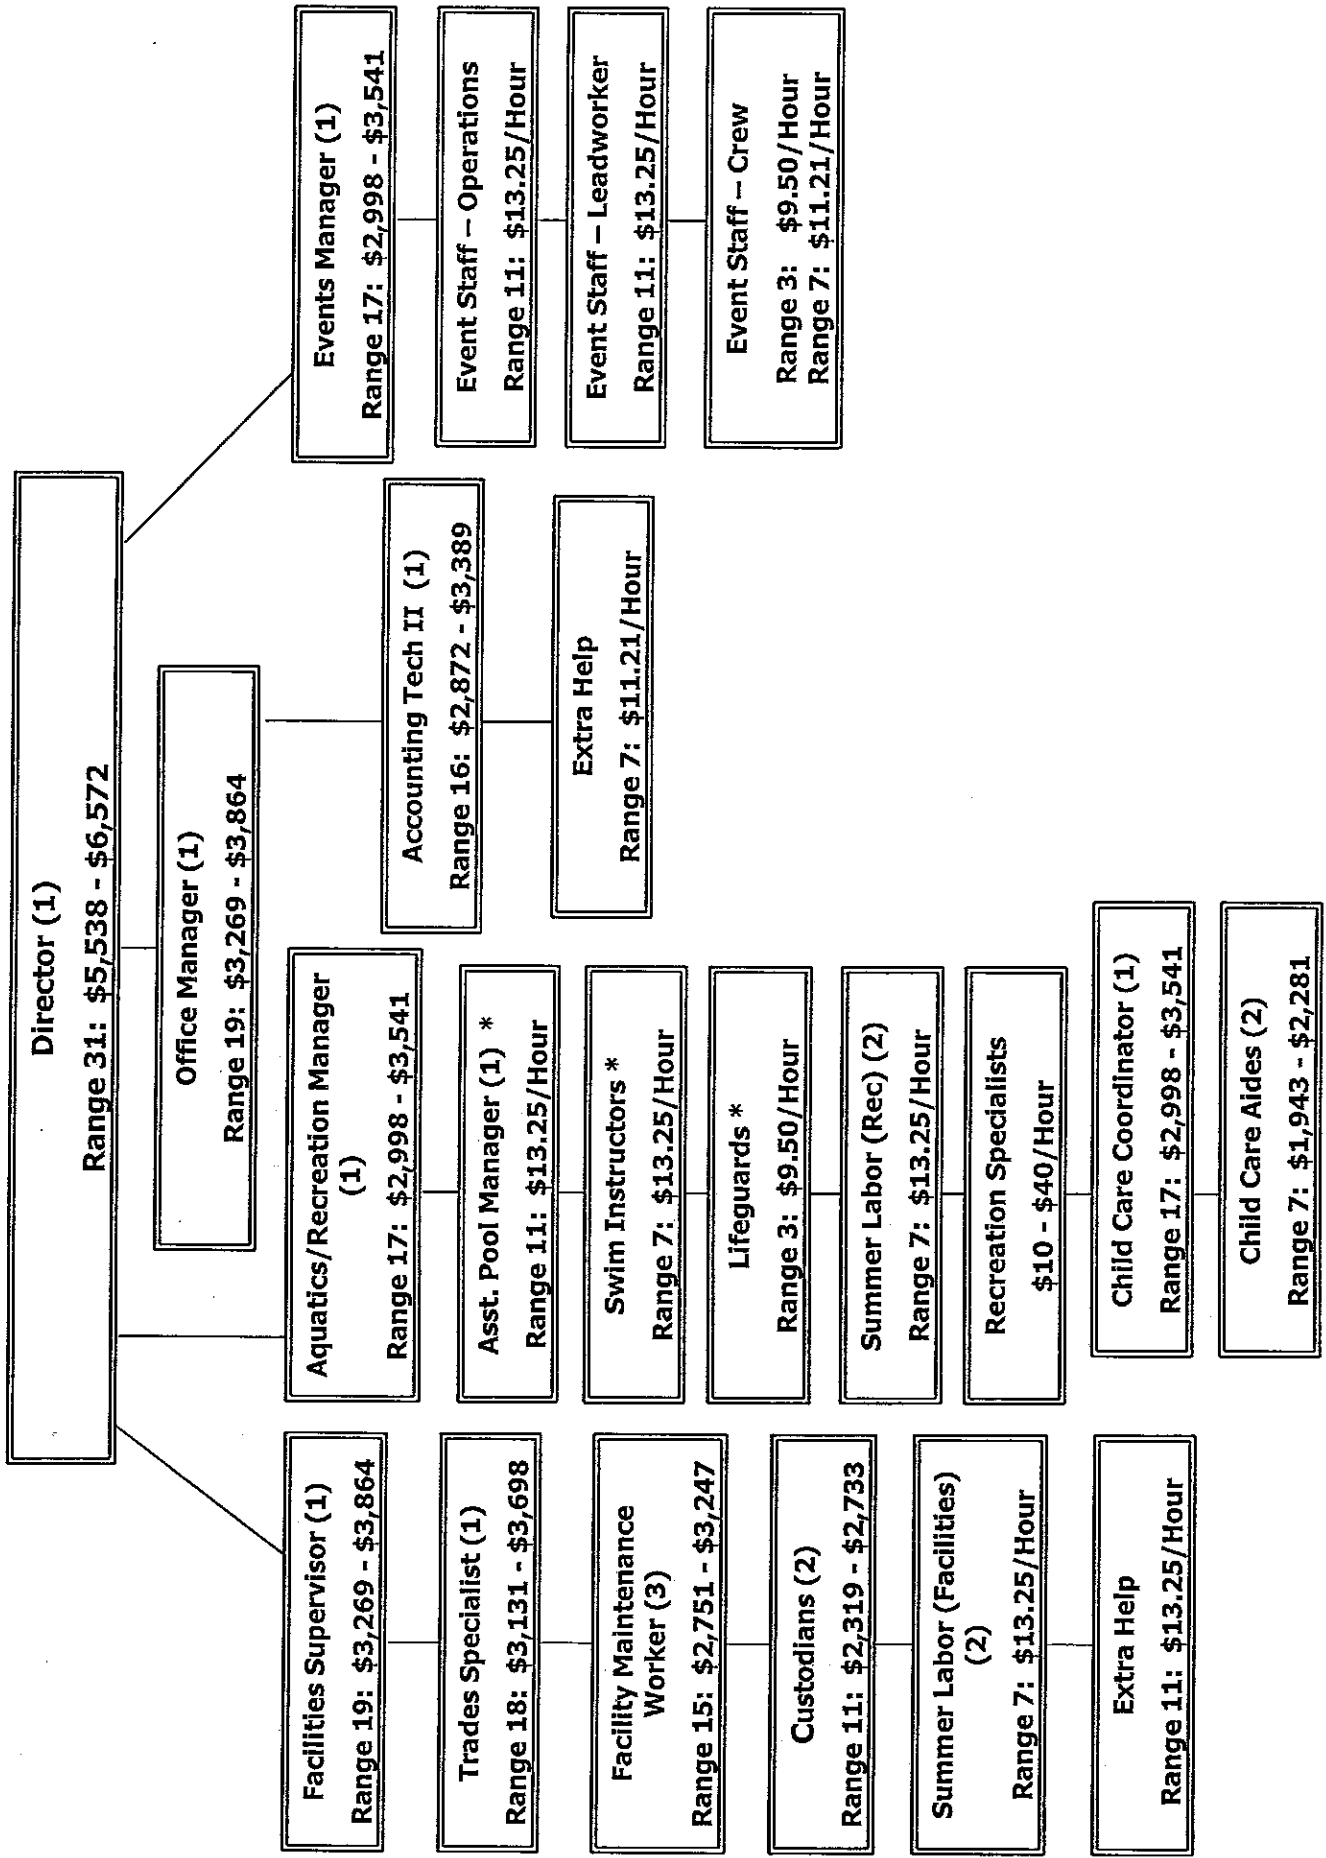 Director (1)
Range 31: $5,538 - $6,572
Office Manager (1)
Range 19: $3,269 - $3,864
Facilities Supervisor (1)
Range 19: $3,269 - $3,864
Trades Specialist (1)
Range 18: $3,131 - $3,698
Facility Maintenance
Worker (3)
Range 15: $2,751 - $3,247
Custodians (2)
Range 11: $2,319 - $2,733
Summer Labor (Facilities)
(2)
Range 7: $13.25/Hour
Extra Help
Range 11: $13.25/Hour
Aquatics/Recreation Manager
(1)
Range 17: $2,998 - $3,541
Asst. Pool Manager (1) *
Range 11: $13.25/Hour
Swim Instructors *
Range 7: $13.25/Hour
Lifeguards *
Range 3: $9.50/Hour
Summer Labor (Rec) (2)
Range 7: $13.25/Hour
Recreation Specialists
$10 - $40/Hour
Child Care Coordinator (1)
Range 17: $2,998 - $3,541
Child Care Aides (2)
Range 7: $1,943 - $2,281
Accounting Tech II (1)
Range 16: $2,872 - $3,389
Extra Help
Range 7: $11.21/Hour
Events Manager (1)
Range 17: $2,998 - $3,541
Event Staff – Operations
Range 11: $13.25/Hour
Event Staff – Leadworker
Range 11: $13.25/Hour
Event Staff – Crew
Range 3: $9.50/Hour
Range 7: $11.21/Hour